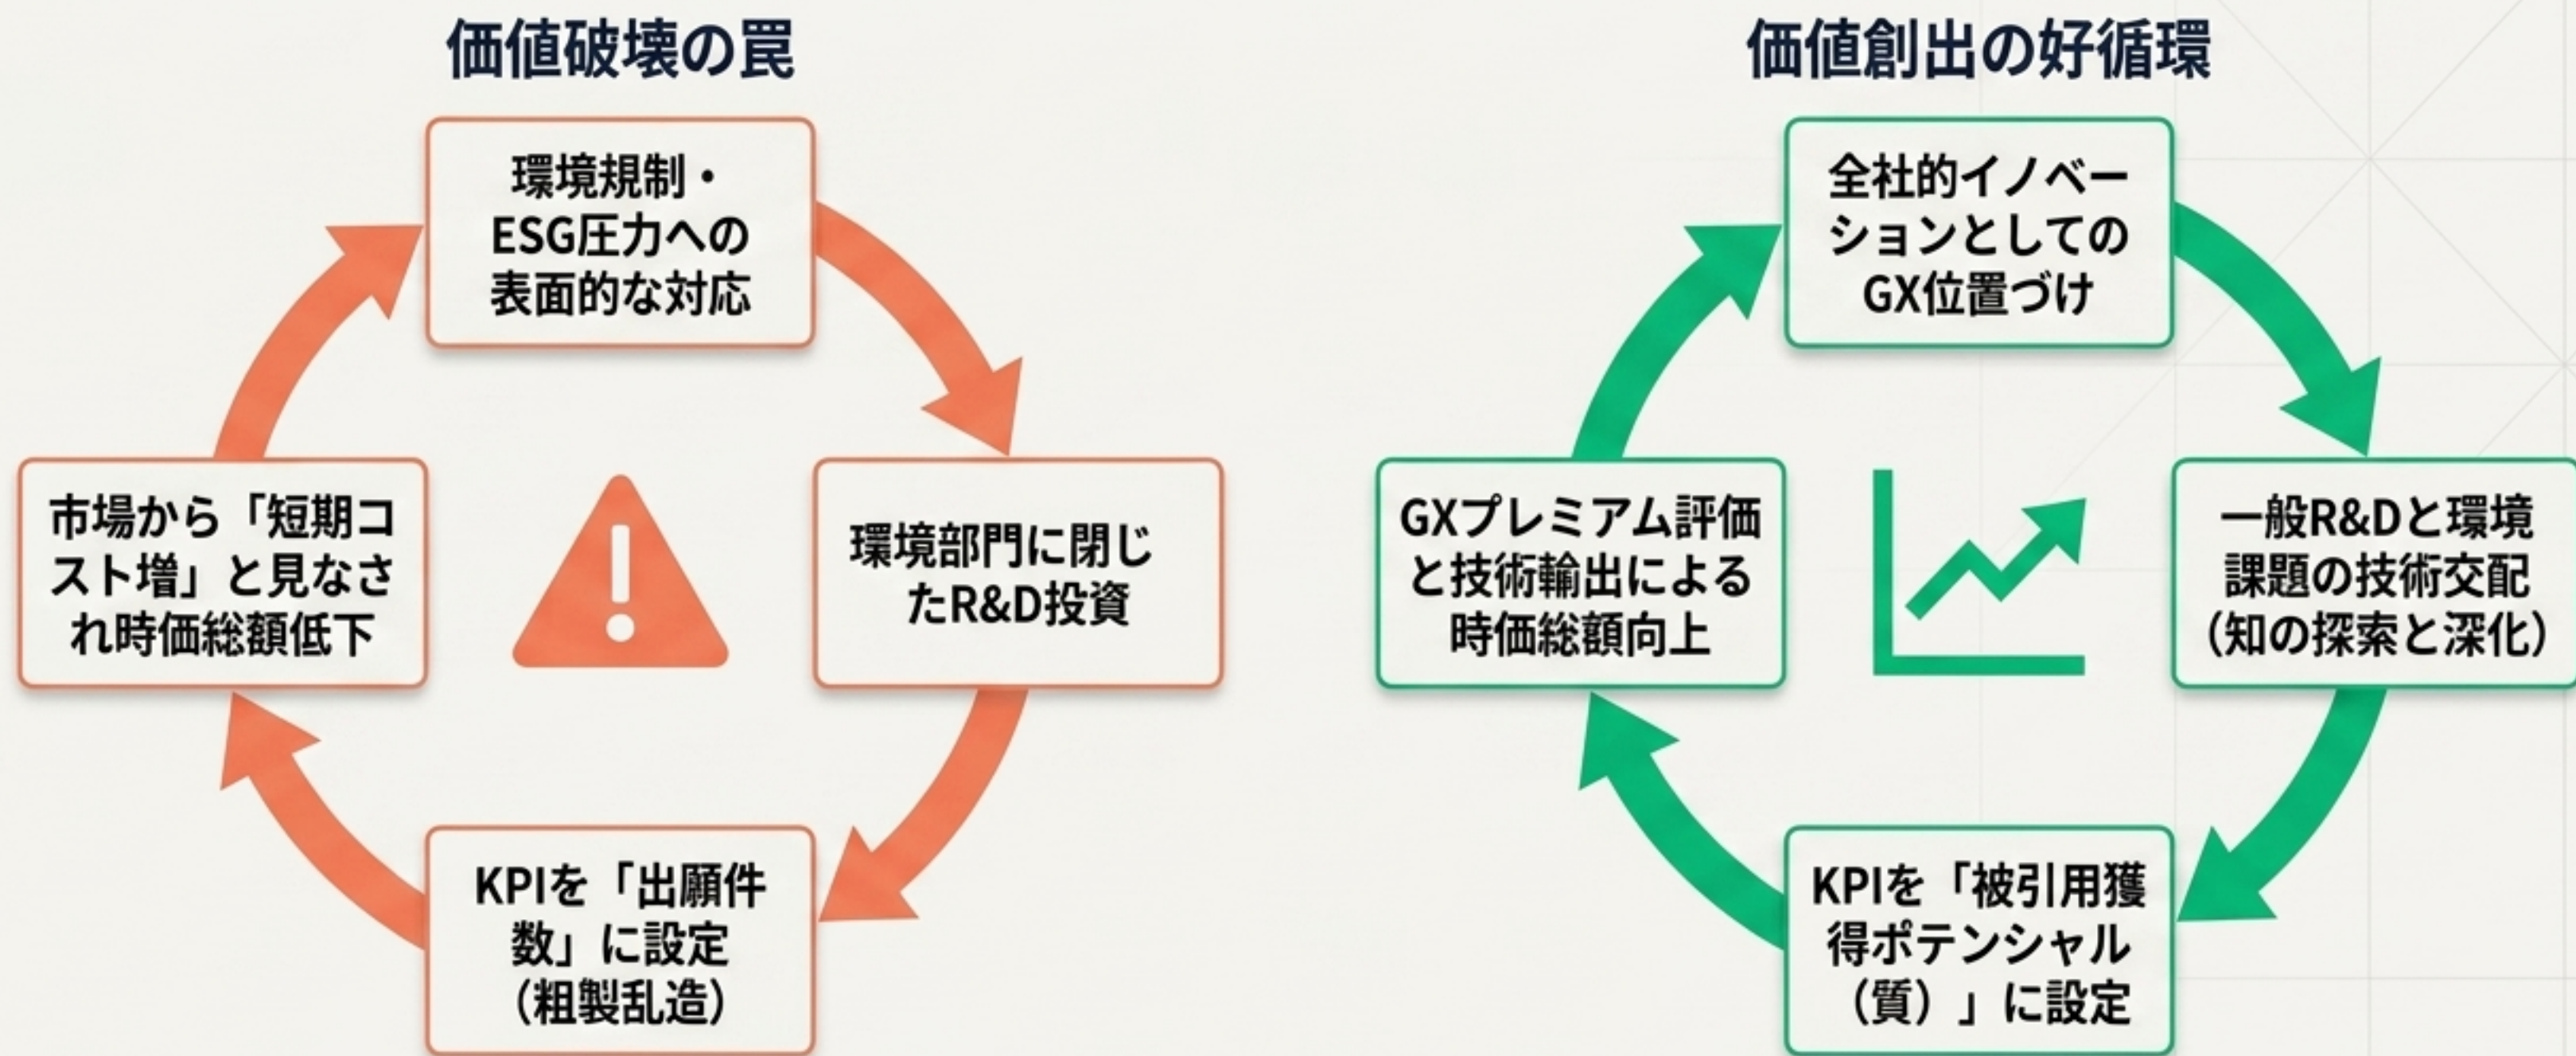 価値破壊の罠
環境規制・
ESG圧力への
表面的な対応
環境部門に閉じ
たR&D投資
KPIを「出願件
数」に設定
（粗製乱造）
市場から「短期コ
スト増」と見なさ
れ時価総額低下
価値創出の好循環
全社的イノベー
ションとしての
GX位置づけ
一般R&Dと環境
課題の技術交配
（知の探索と深化）
KPIを「被引用獲
得ポテンシャル
（質）」に設定
GXプレミアム評価
と技術輸出による
時価総額向上